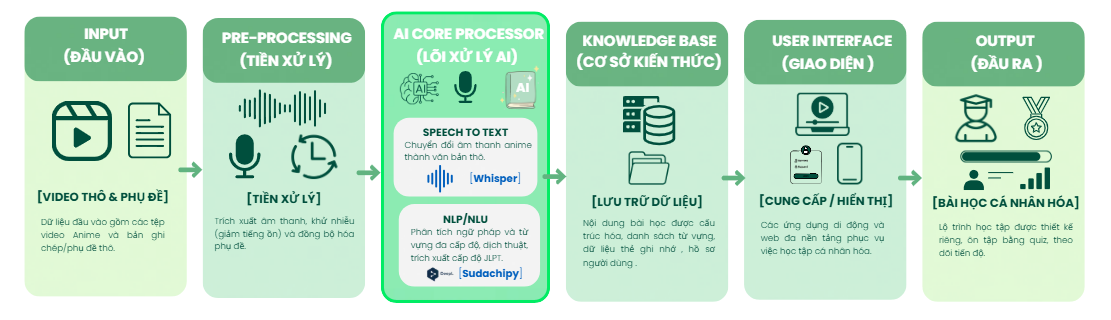 INPUT
(ĐẦU VÀO)
[VIDEO THÔ & PHỤ ĐỀ]
Dữ liệu đầu vào gồm các tệp
video Anime và bản ghi
chép/phụ đề thô.
PRE-PROCESSING
(TIỀN XỬ LÝ)
[TIỀN XỬ LÝ]
Trích xuất âm thanh, khử nhiễu
(giảm tiếng ồn) và đồng bộ hóa
phụ đề.
AI CORE PROCESSOR
(LÕI XỬ LÝ AI)
AI
AI
SPEECH TO TEXT
Chuyển đổi âm thanh anime
thành văn bản thô.
[Whisper]
NLP/NLU
Phân tích ngữ pháp và từ
vựng đa cấp độ, dịch thuật,
trích xuất cấp độ JLPT.
DeepL [Sudachipy]
KNOWLEDGE BASE
(CƠ SỞ KIẾN THỨC)
[LƯU TRỮ DỮ LIỆU]
Nội dung bài học được cấu
trúc hóa, danh sách từ vựng,
dữ liệu thẻ ghi nhớ , hồ sơ
người dùng .
USER INTERFACE
(GIAO DIỆN )
[CUNG CẤP / HIỂN THỊ]
Các ứng dụng di động và
web đa nền tảng phục vụ
việc học tập cá nhân hóa.
OUTPUT
(ĐẦU RA )
[BÀI HỌC CÁ NHÂN HÓA]
Lộ trình học tập được thiết kế
riêng, ôn tập bằng quiz, theo
dõi tiến độ.